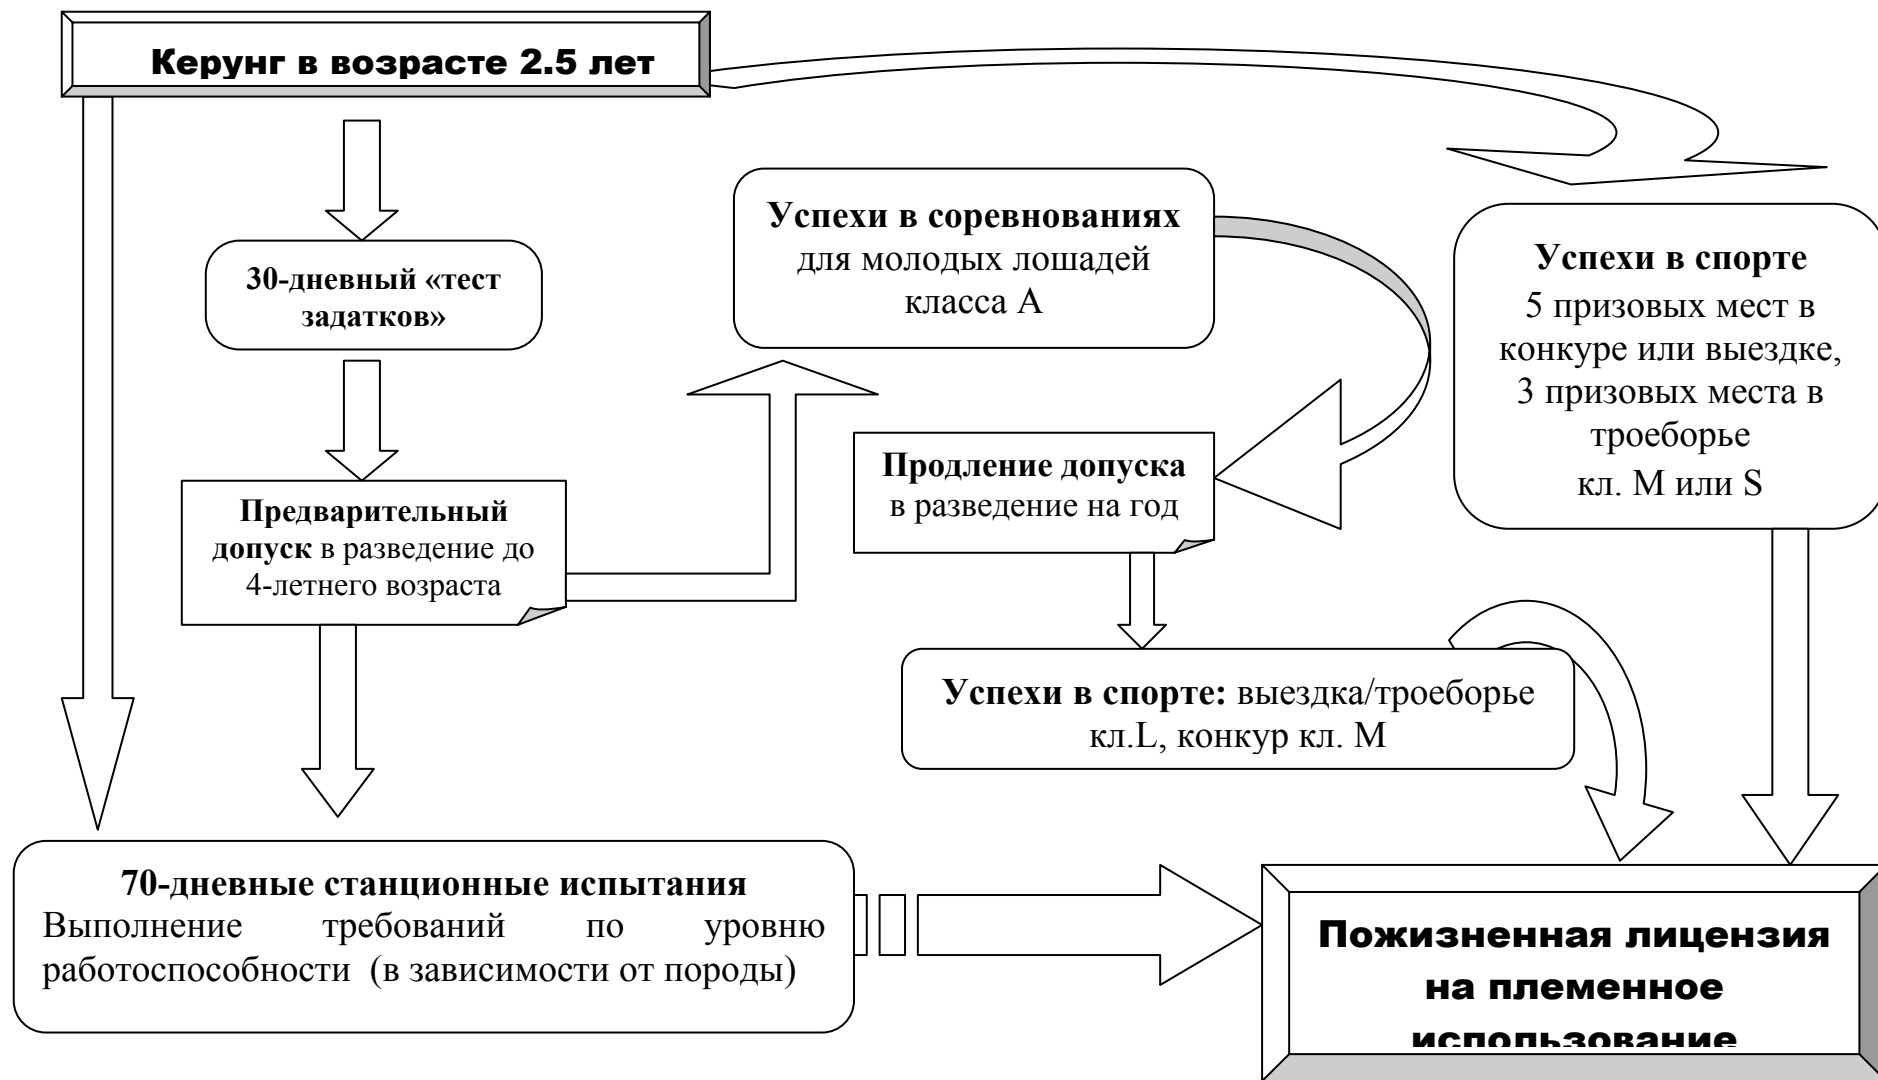 Керунг в возрасте 2.5 лет
30-дневный «тест
задатков»
Предварительный
допуск в разведение до
4-летнего возраста
Успехи в соревнованиях
для молодых лошадей
класса А
Продление допуска
в разведение на год
Успехи в спорте: выездка/троеборье
кл.L, конкур кл. М
Успехи в спорте
5 призовых мест в
конкуре или выездке,
3 призовых места в
троеборье
кл. М или S
70-дневные станционные испытания
Выполнение требований по уровню
работоспособности (в зависимости от породы)
Пожизненная лицензия
на племенное
использование